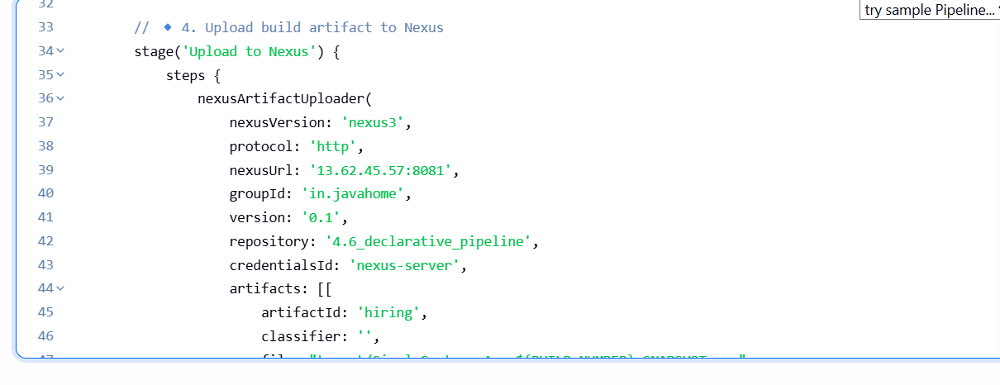 try sample Pipeline...
32
33 // 🔹 4. Upload build artifact to Nexus
34 stage('Upload to Nexus') {
35 steps {
36 nexusArtifactUploader(
37 nexusVersion: 'nexus3',
38 protocol: 'http',
39 nexusUrl: '13.62.45.57:8081',
40 groupId: 'in.javahome',
41 version: '0.1',
42 repository: '4.6_declarative_pipeline',
43 credentialsId: 'nexus-server',
44 artifacts: [[
45 artifactId: 'hiring',
46 classifier: '',
47